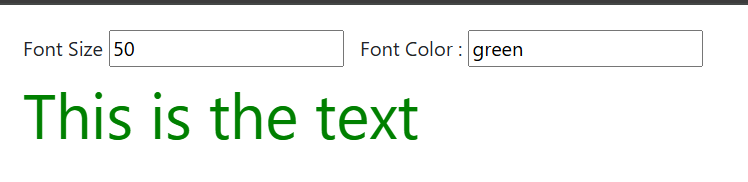 Font Size 50 Font Color : green
This is the text